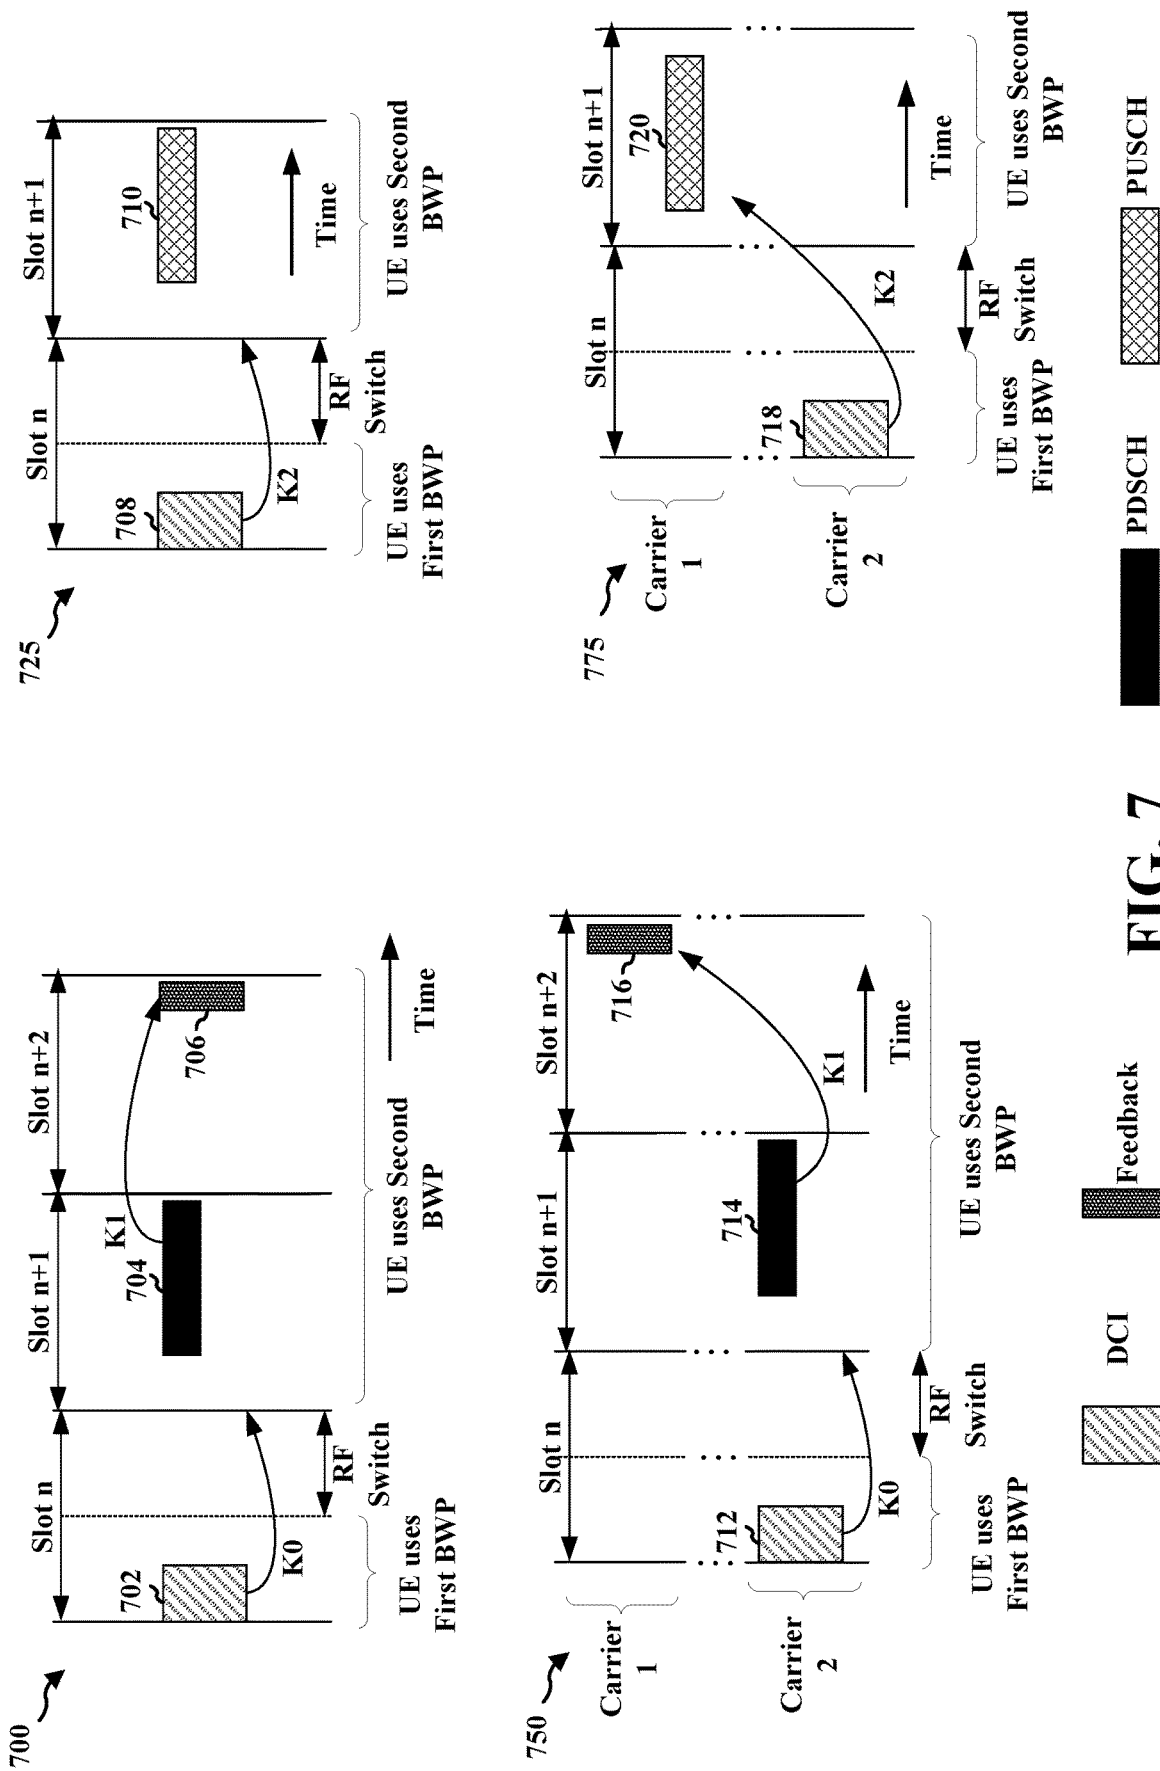 700
Slot n
Slot n+1
Slot n+2
702
K0
704
K1
706
RF
Switch
Time
UE uses
First BWP
UE uses Second
BWP
725
Slot n
Slot n+1
708
K2
710
RF
Switch
Time
UE uses
First BWP
UE uses Second
BWP
750
Carrier
1
Carrier
2
Slot n
Slot n+1
Slot n+2
712
K0
714
K1
716
RF
Switch
Time
UE uses
First BWP
UE uses Second
BWP
775
Carrier
1
Carrier
2
Slot n
Slot n+1
718
K2
720
RF
Switch
Time
UE uses
First BWP
UE uses Second
BWP
DCI
Feedback
PDSCH
PUSCH
FIG. 7